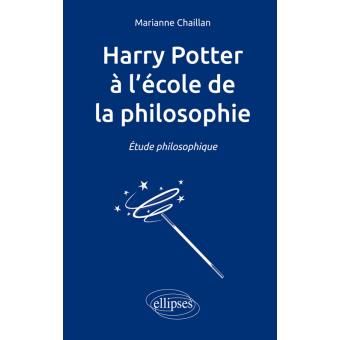 Marianne Chaillan
Harry Potter
à l'école de
la philosophie
Étude philosophique
ellipses